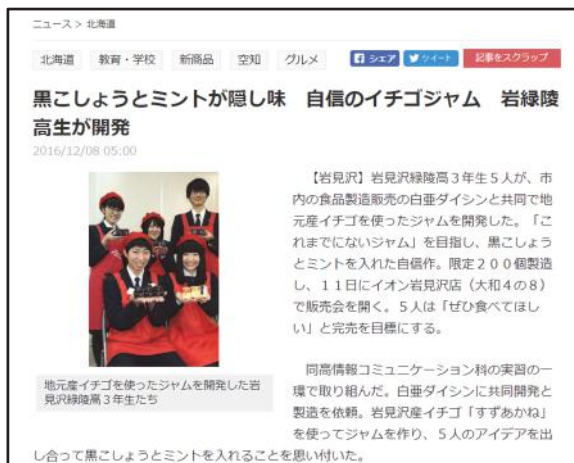 ニュース > 北海道
北海道 教育・学校 新商品 空知 グルメ シェア ツイート 記事をスクラップ
黒こしょうとミントが隠し味　自信のイチゴジャム　岩緑陵
高生が開発
2016/12/08 05:00
【岩見沢】岩見沢緑陵高３年生５人が、市
内の食品製造販売の白亜ダイシンと共同で地
元産イチゴを使ったジャムを開発した。「こ
れまでにないジャム」を目指し、黒こしょう
とミントを入れた自信作。限定２００個製造
し、１１日にイオン岩見沢店（大和４の８）
で販売会を開く。５人は「ぜひ食べてほし
い」と完売を目標にする。
地元産イチゴを使ったジャムを開発した岩
見沢緑陵高３年生たち
同高情報コミュニケーション科の実習の一
環で取り組んだ。白亜ダイシンに共同開発と
製造を依頼。岩見沢産イチゴ「すずあかね」
を使ってジャムを作り、５人のアイデアを出
し合って黒こしょうとミントを入れることを思い付いた。